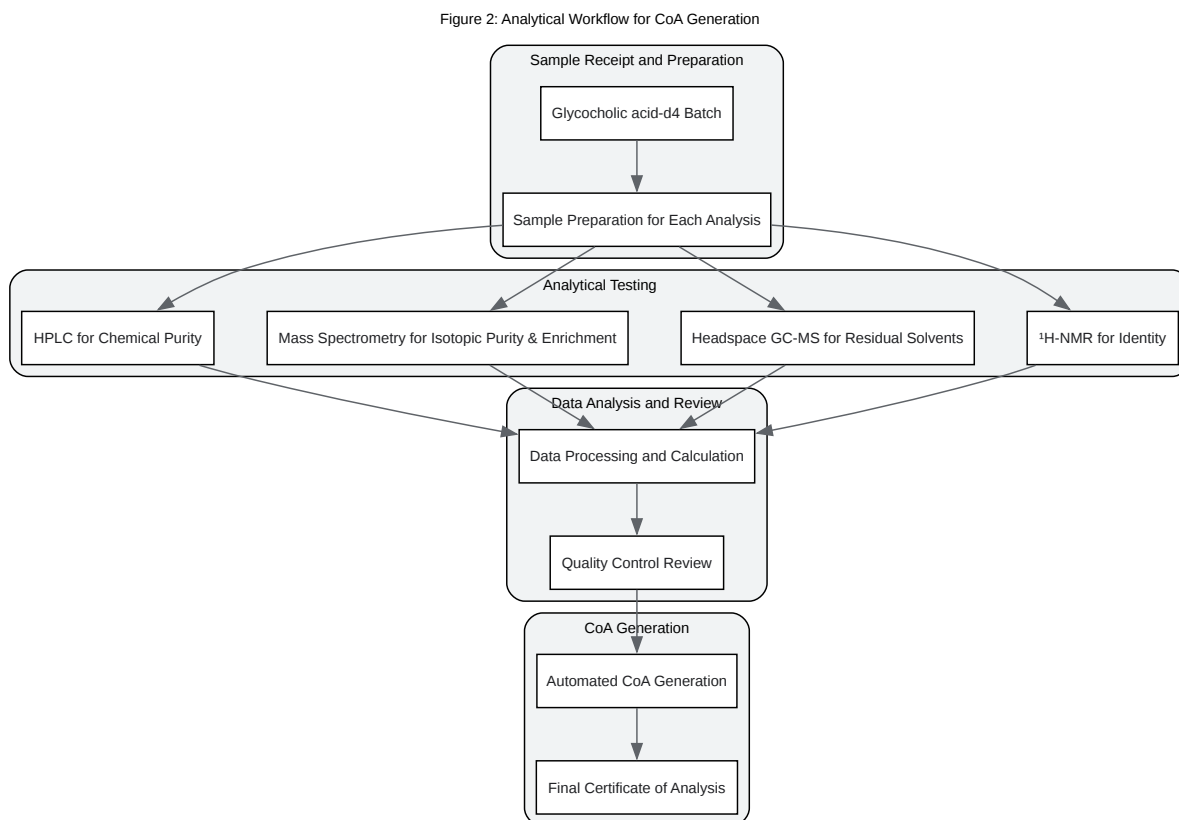 Figure 2: Analytical Workflow for CoA Generation
Sample Receipt and Preparation
Glycocholic acid-d4 Batch
Sample Preparation for Each Analysis
Analytical Testing
HPLC for Chemical Purity
Mass Spectrometry for Isotopic Purity & Enrichment
Headspace GC-MS for Residual Solvents
¹H-NMR for Identity
Data Analysis and Review
Data Processing and Calculation
Quality Control Review
CoA Generation
Automated CoA Generation
Final Certificate of Analysis